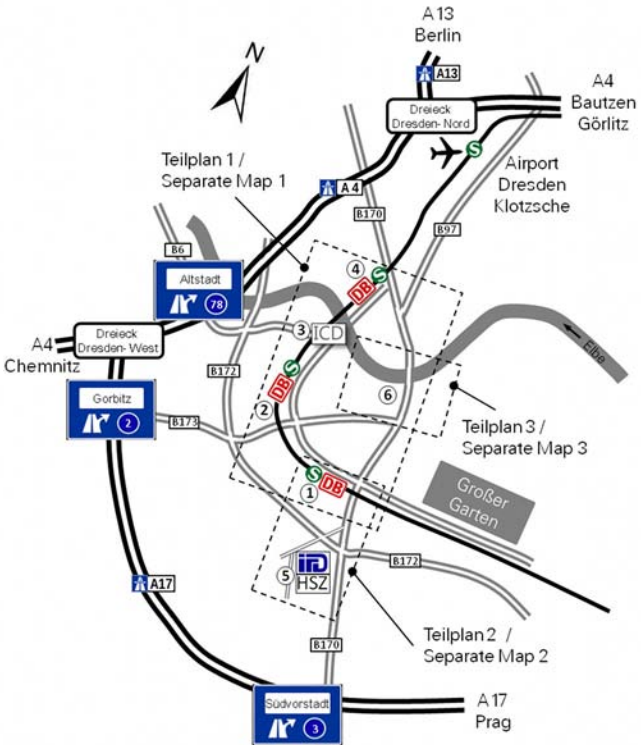 A13
Berlin
N
A13
A4
Bautzen
Görlitz
Dreieck
Dresden-Nord
S
Airport
Dresden
Klotzsche
Teilplan 1 /
Separate Map 1
A 4
B170
B97
B6
Altstadt
78
4
S
DB
3
ICD
Dreieck
Dresden-West
A4
Chemnitz
Elbe
B172
S
DB
2
6
Gorbitz
2
B173
Teilplan 3 /
Separate Map 3
S
DB
1
Großer
Garten
5
HSZ
B172
A17
Teilplan 2 /
Separate Map 2
B170
Südvorstadt
3
A17
Prag